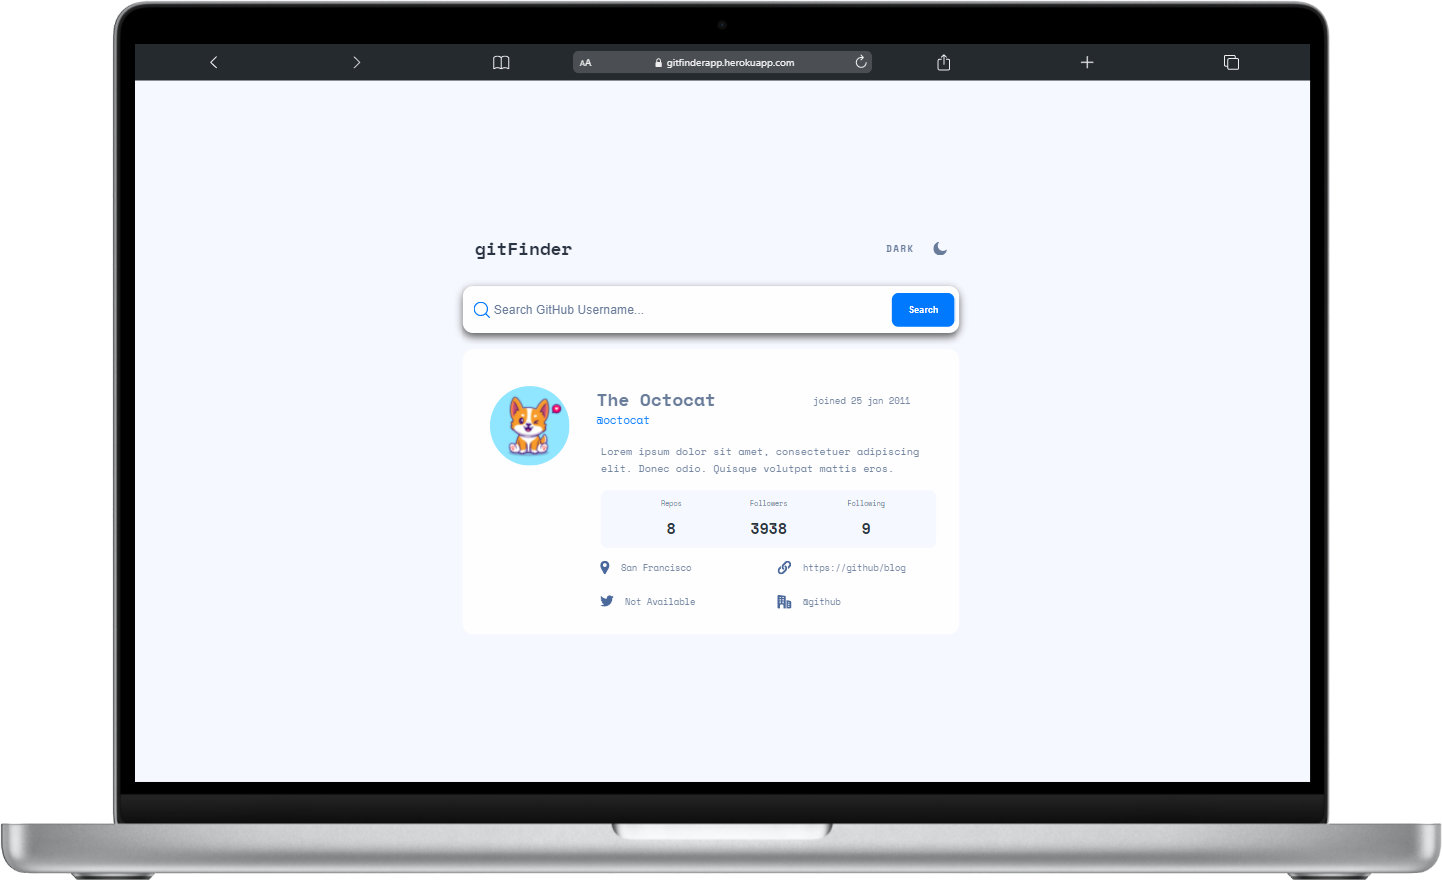 AA gitfinderapp.herokuapp.com
gitFinder
DARK
Search GitHub Username...
Search
The Octocat
joined 25 jan 2011
@octocat
Lorem ipsum dolor sit amet, consectetuer adipiscing
elit. Donec odio. Quisque volutpat mattis eros.
Repos Followers Following
8 3938 9
San Francisco https://github/blog
Not Available @github